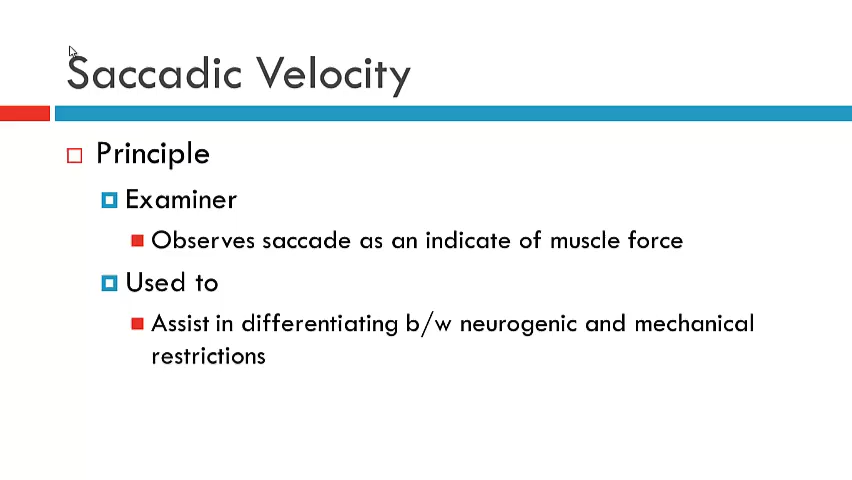 Saccadic Velocity
Principle
Examiner
Observes saccade as an indicate of muscle force
Used to
Assist in differentiating b/w neurogenic and mechanical
restrictions